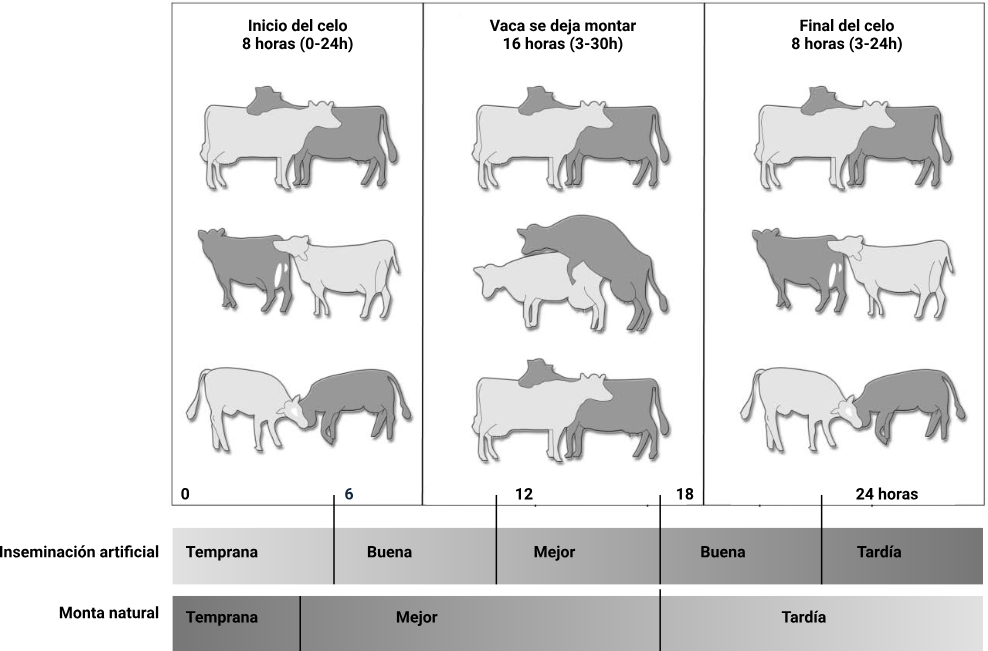 Inicio del celo
8 horas (0-24h)
Vaca se deja montar
16 horas (3-30h)
Final del celo
8 horas (3-24h)
0 6 12 18 24 horas
Inseminación artificial Temprana Buena Mejor Buena Tardía
Monta natural Temprana Mejor Tardía